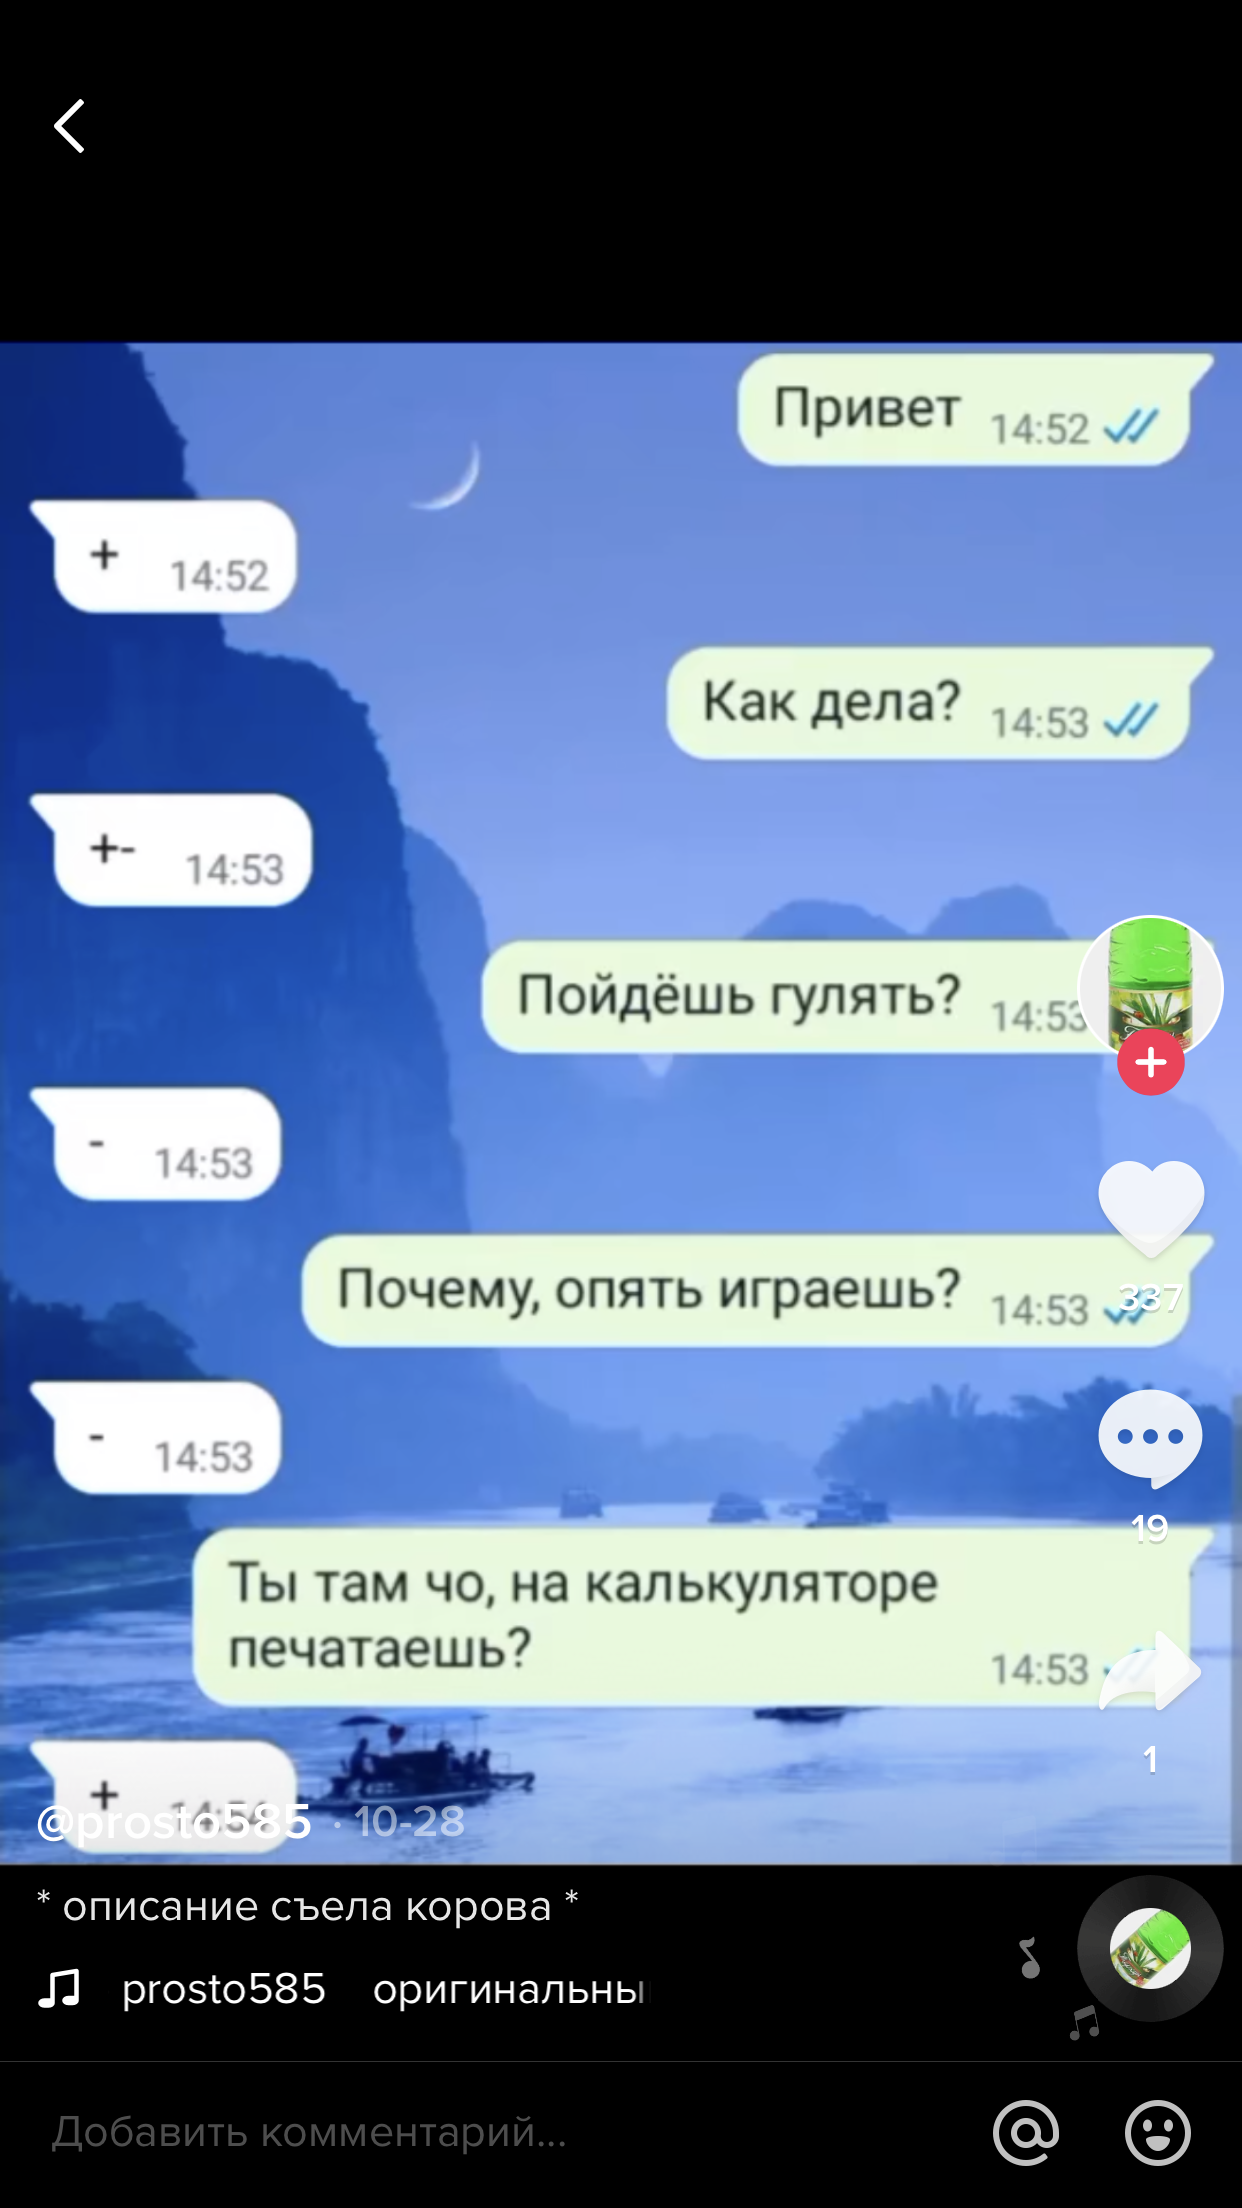 Привет 14:52
+ 14:52
Как дела? 14:53
+- 14:53
Пойдёшь гулять? 14:53
- 14:53
Почему, опять играешь? 14:53
337
- 14:53
19
Ты там чо, на калькуляторе
печатаешь? 14:53
1
+
@prosto585 · 10-28
* описание съела корова *
prosto585 оригинальны
Добавить комментарий...